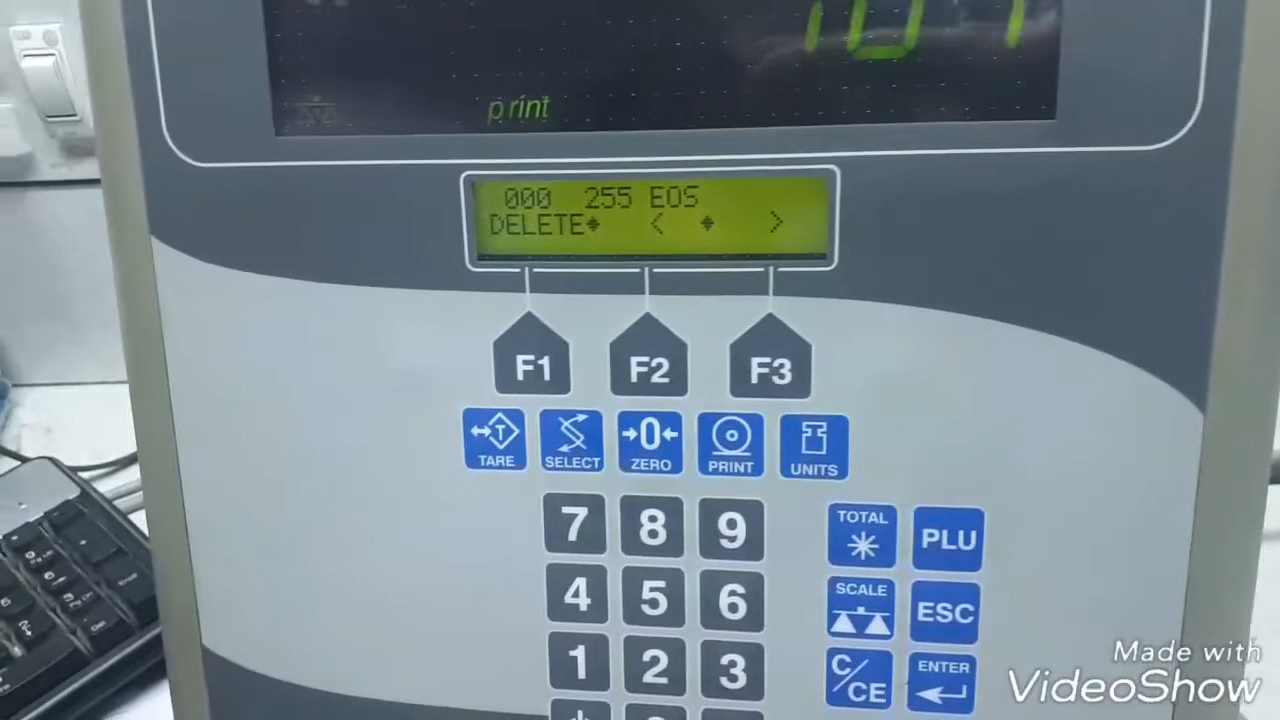 print
000 255 EOS
DELETE◆ < ◆ >
F1 F2 F3
TARE SELECT 0 ZERO PRINT UNITS
7 8 9
TOTAL PLU
4 5 6
SCALE ESC
1 2 3
C/CE ENTER
Made with
VideoShow